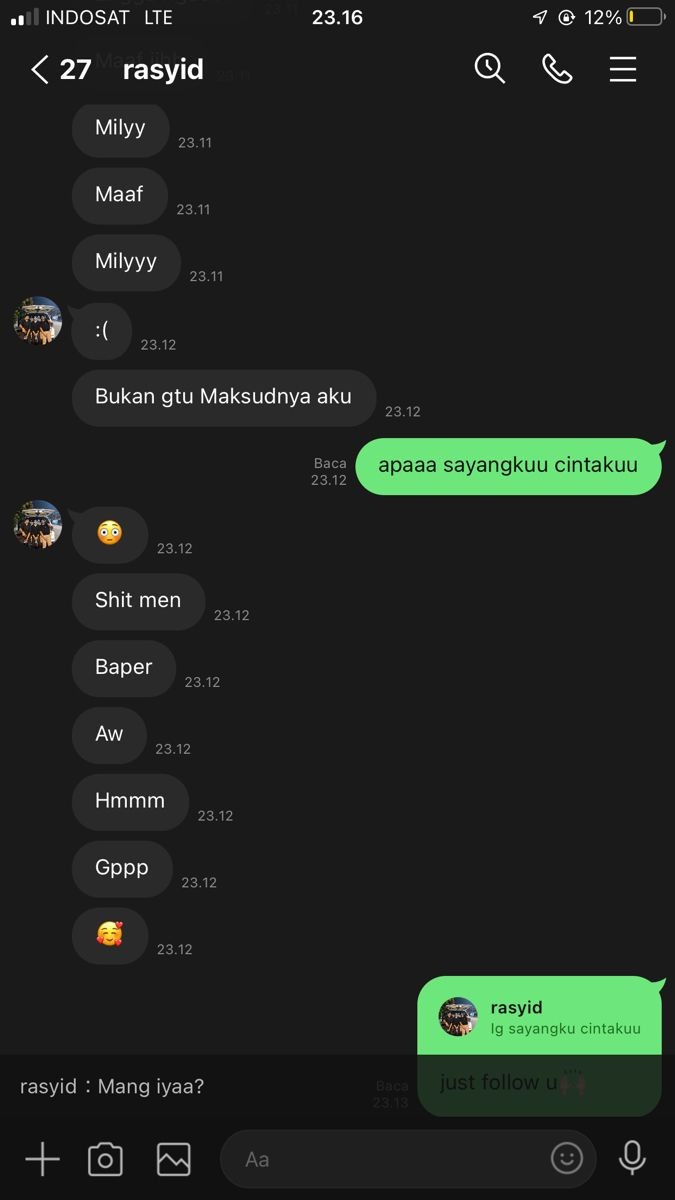 INDOSAT LTE 23.16 12%
27 rasyid
Milyy
23.11
Maaf
23.11
Milyyy
23.11
:(
23.12
Bukan gtu Maksudnya aku
23.12
apaaa sayangkuu cintakuu
Baca
23.12
😳
23.12
Shit men
23.12
Baper
23.12
Aw
23.12
Hmmm
23.12
Gppp
23.12
🥰
23.12
rasyid
Ig sayangku cintakuu
just follow u🙌
Baca
23.13
rasyid : Mang iyaa?
Aa